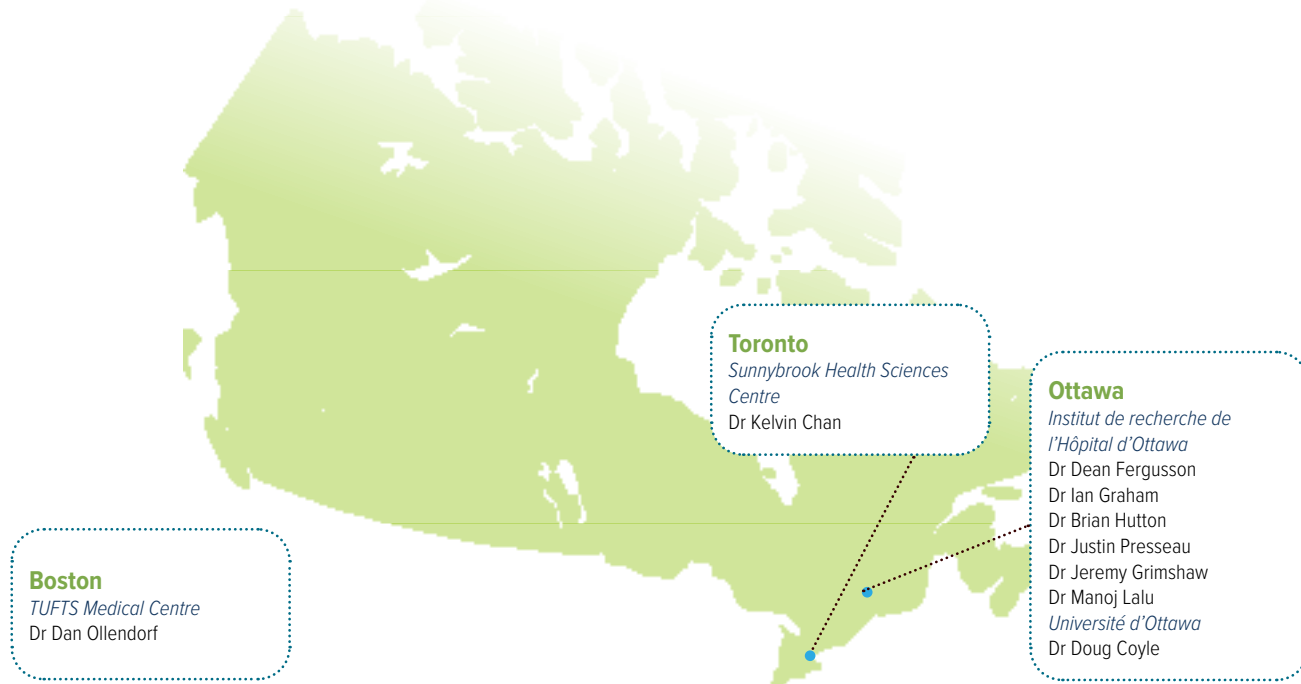 Toronto
Sunnybrook Health Sciences
Centre
Dr Kelvin Chan
Ottawa
Institut de recherche de
l’Hôpital d’Ottawa
Dr Dean Fergusson
Dr Ian Graham
Dr Brian Hutton
Dr Justin Presseau
Dr Jeremy Grimshaw
Dr Manoj Lalu
Université d’Ottawa
Dr Doug Coyle
Boston
TUFTS Medical Centre
Dr Dan Ollendorf